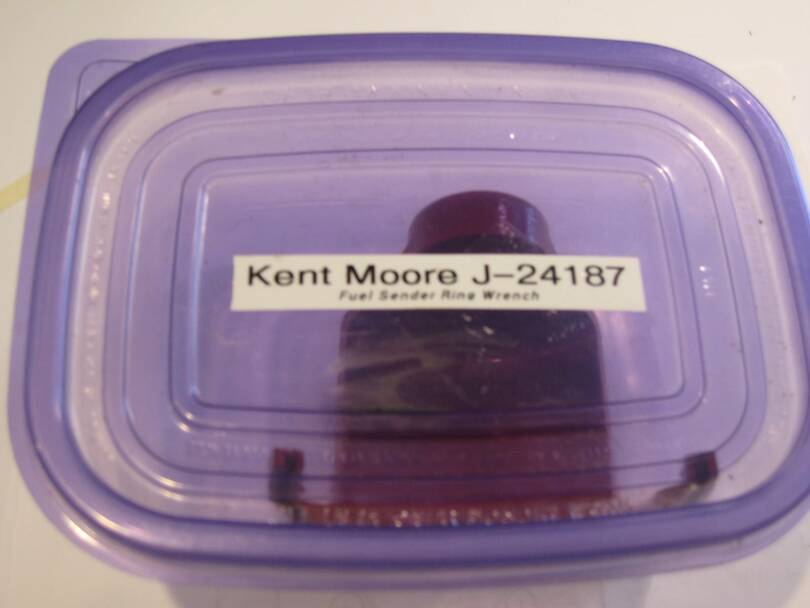 Kent Moore J-24187
Fuel Sender Ring Wrench